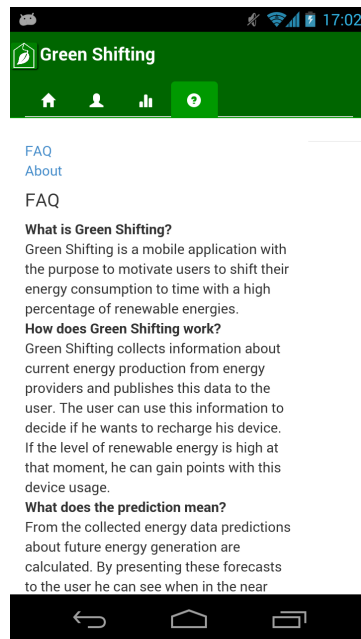 17:02
Green Shifting
FAQ
About
FAQ
What is Green Shifting?
Green Shifting is a mobile application with
the purpose to motivate users to shift their
energy consumption to time with a high
percentage of renewable energies.
How does Green Shifting work?
Green Shifting collects information about
current energy production from energy
providers and publishes this data to the
user. The user can use this information to
decide if he wants to recharge his device.
If the level of renewable energy is high at
that moment, he can gain points with this
device usage.
What does the prediction mean?
From the collected energy data predictions
about future energy generation are
calculated. By presenting these forecasts
to the user he can see when in the near